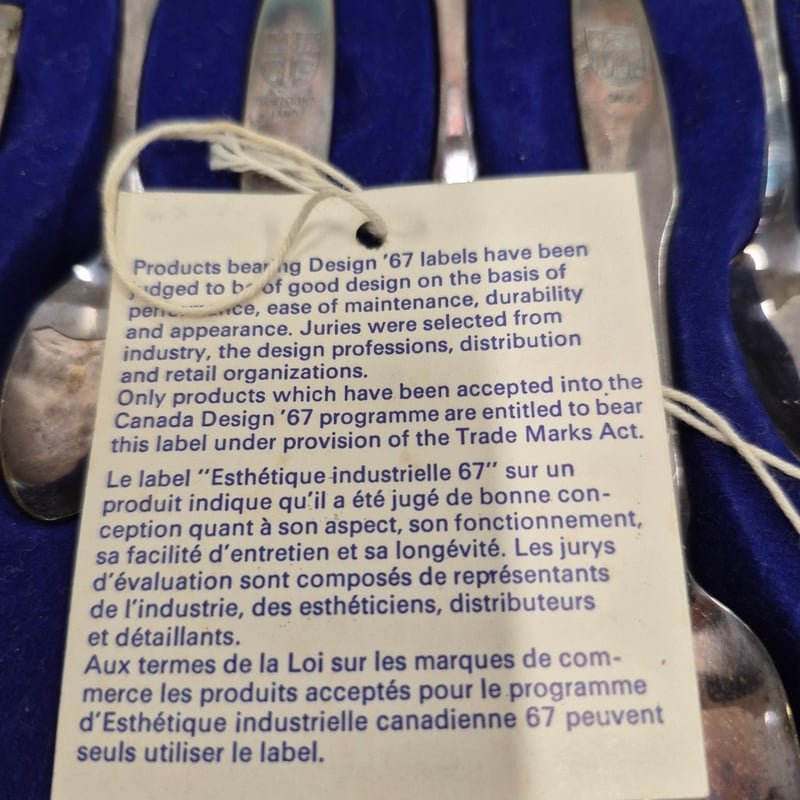 Products bearing Design '67 labels have been
judged to be of good design on the basis of
performance, ease of maintenance, durability
and appearance. Juries were selected from
industry, the design professions, distribution
and retail organizations.
Only products which have been accepted into the
Canada Design '67 programme are entitled to bear
this label under provision of the Trade Marks Act.
Le label "Esthétique industrielle 67" sur un
produit indique qu'il a été jugé de bonne con-
ception quant à son aspect, son fonctionnement,
sa facilité d'entretien et sa longévité. Les jurys
d'évaluation sont composés de représentants
de l'industrie, des esthéticiens, distributeurs
et détaillants.
Aux termes de la Loi sur les marques de com-
merce les produits acceptés pour le programme
d'Esthétique industrielle canadienne 67 peuvent
seuls utiliser le label.